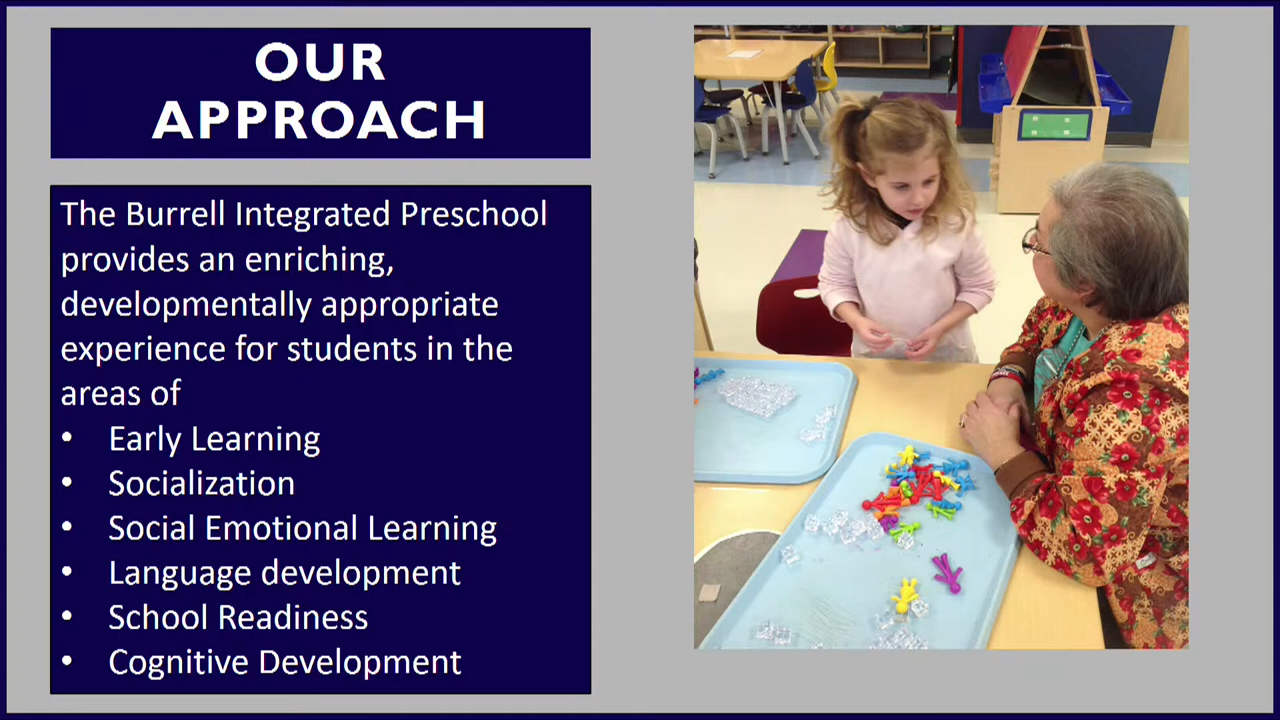 OUR
APPROACH
The Burrell Integrated Preschool
provides an enriching,
developmentally appropriate
experience for students in the
areas of
• Early Learning
• Socialization
• Social Emotional Learning
• Language development
• School Readiness
• Cognitive Development